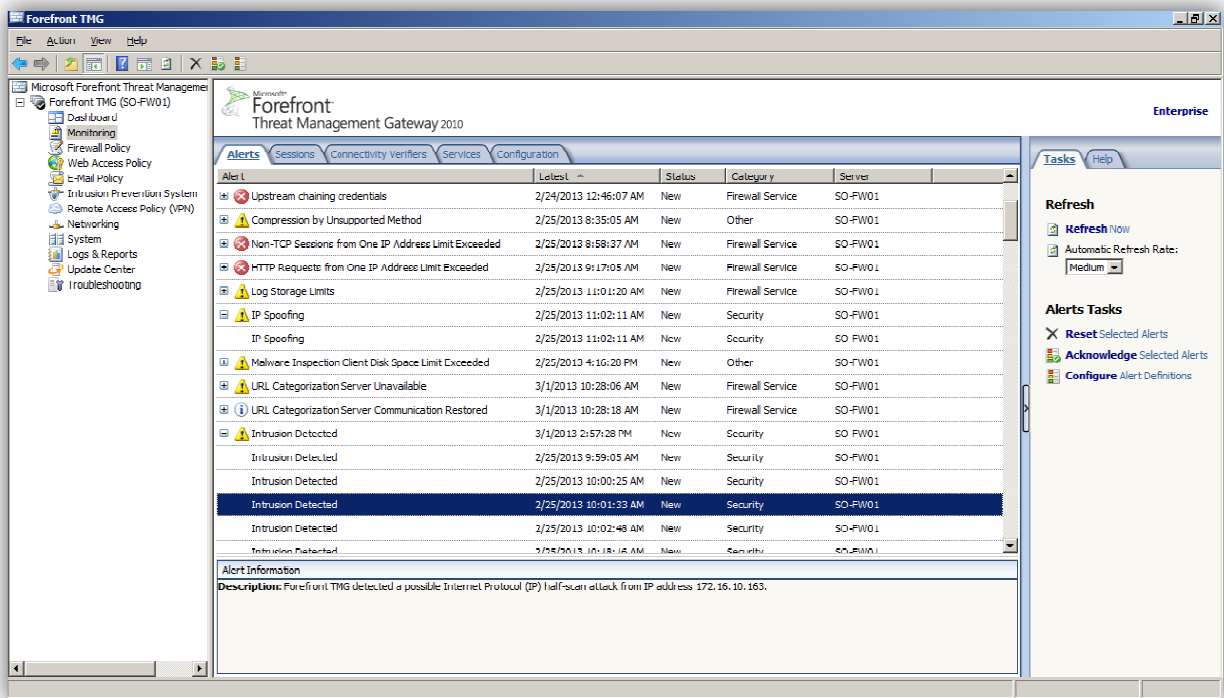 Forefront TMG
File Action View Help
Microsoft Forefront Threat Managemen
Forefront TMG (SO-FW01)
Dashboard
Monitoring
Firewall Policy
Web Access Policy
E-Mail Policy
Intrusion Prevention System
Remote Access Policy (VPN)
Networking
System
Logs & Reports
Update Center
Troubleshooting
Microsoft
Forefront
Threat Management Gateway 2010
Enterprise
Alerts Sessions Connectivity Verifiers Services Configuration
Alert Latest Status Category Server
Upstream chaining credentials 2/24/2013 12:46:07 AM New Firewall Service SO-FW01
Compression by Unsupported Method 2/25/2013 8:35:05 AM New Other SO-FW01
Non-TCP Sessions from One IP Address Limit Exceeded 2/25/2013 8:58:37 AM New Firewall Service SO-FW01
HTTP Requests from One IP Address Limit Exceeded 2/25/2013 9:17:05 AM New Firewall Service SO-FW01
Log Storage Limits 2/25/2013 11:01:20 AM New Firewall Service SO-FW01
IP Spoofing 2/25/2013 11:02:11 AM New Security SO-FW01
IP Spoofing 2/25/2013 11:02:11 AM New Security SO-FW01
Malware Inspection Client Disk Space Limit Exceeded 2/25/2013 4:16:28 PM New Other SO-FW01
URL Categorization Server Unavailable 3/1/2013 10:28:06 AM New Firewall Service SO-FW01
URL Categorization Server Communication Restored 3/1/2013 10:28:18 AM New Firewall Service SO-FW01
Intrusion Detected 3/1/2013 2:57:28 PM New Security SO-FW01
Intrusion Detected 2/25/2013 9:59:05 AM New Security SO-FW01
Intrusion Detected 2/25/2013 10:00:25 AM New Security SO-FW01
Intrusion Detected 2/25/2013 10:01:33 AM New Security SO-FW01
Intrusion Detected 2/25/2013 10:02:48 AM New Security SO-FW01
Intrusion Detected 2/25/2013 10:18:16 AM New Security SO-FW01
Alert Information
Description: Forefront TMG detected a possible Internet Protocol (IP) half-scan attack from IP address 172.16.10.163.
Tasks Help
Refresh
Refresh Now
Automatic Refresh Rate:
Medium
Alerts Tasks
Reset Selected Alerts
Acknowledge Selected Alerts
Configure Alert Definitions